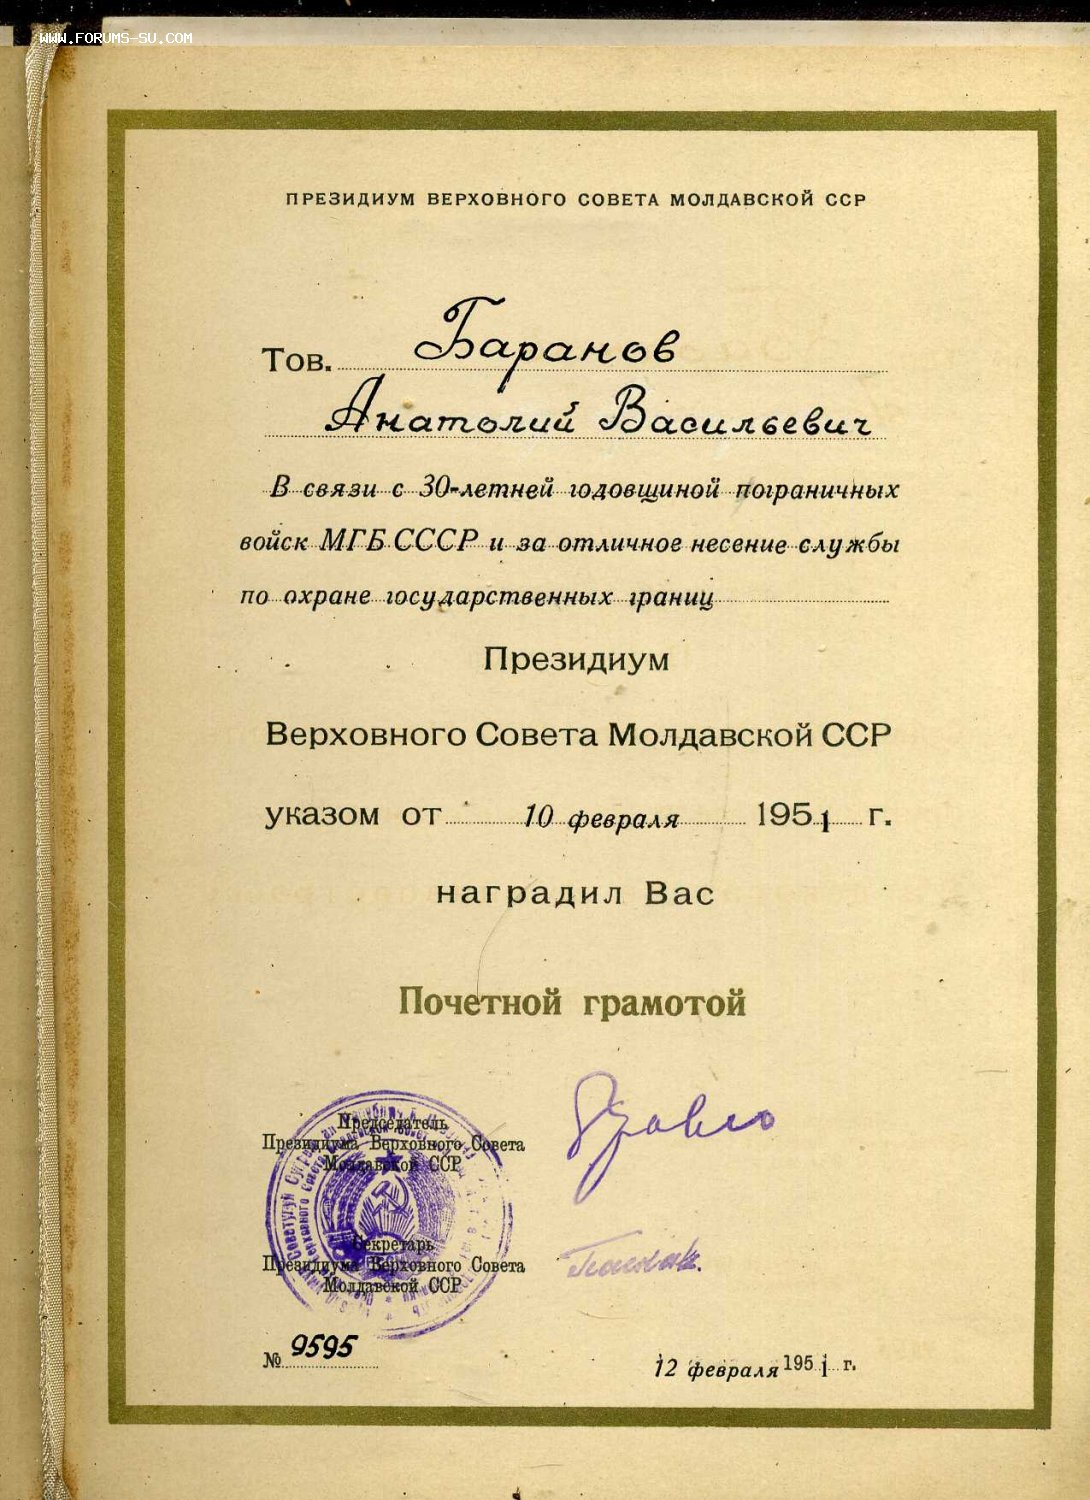 WWW.FORUMS-SU.COM
ПРЕЗИДИУМ ВЕРХОВНОГО СОВЕТА МОЛДАВСКОЙ ССР
Тов. Баранов
Анатолий Васильевич
В связи с 30-летней годовщиной пограничных
войск МГБ СССР и за отличное несение службы
по охране государственных границ
Президиум
Верховного Совета Молдавской ССР
указом от 10 февраля 1951 г.
наградил Вас
Почетной грамотой
Председатель
Президиума Верховного Совета
Молдавской ССР
Секретарь
Президиума Верховного Совета
Молдавской ССР
№ 9595
12 февраля 1951 г.